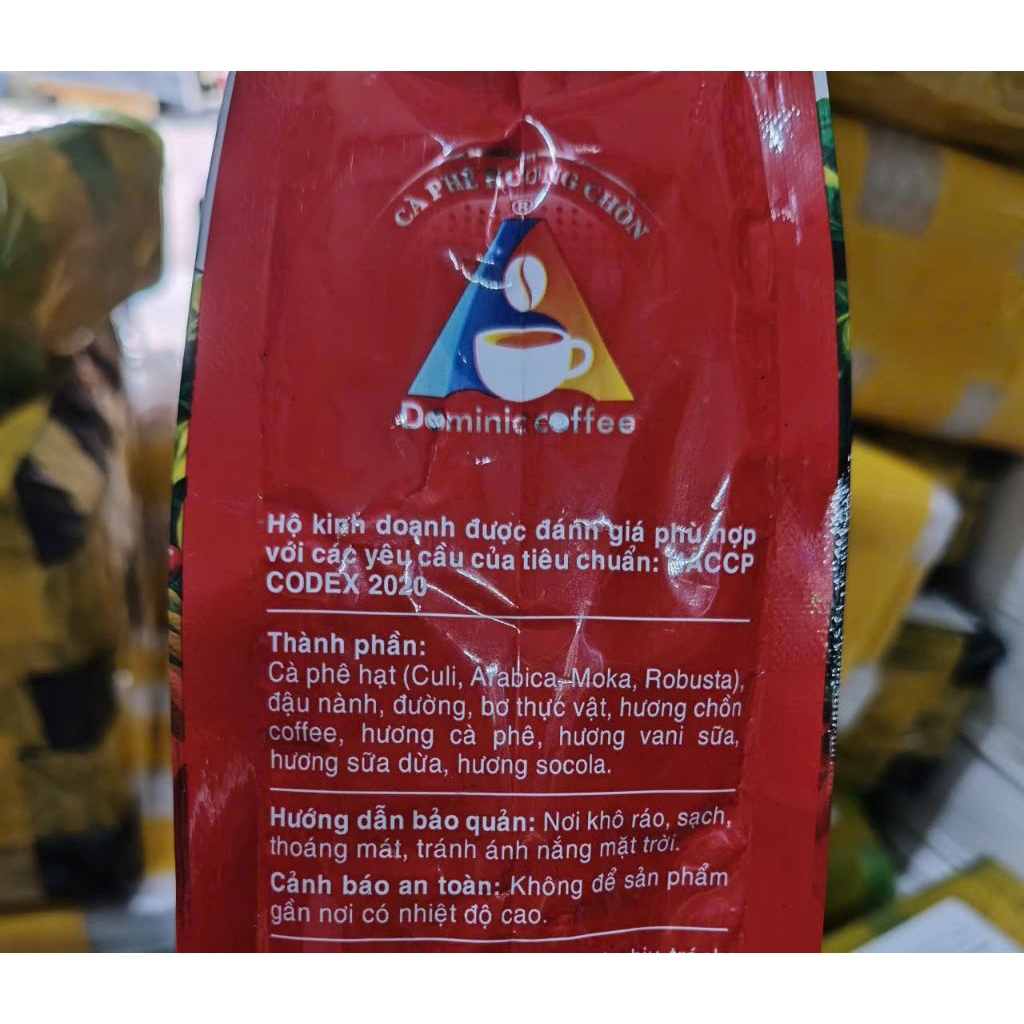 CÀ PHÊ HƯƠNG CHỒN
®
Dominic coffee
Hộ kinh doanh được đánh giá phù hợp
với các yêu cầu của tiêu chuẩn: HACCP
CODEX 2020
Thành phần:
Cà phê hạt (Culi, Arabica-Moka, Robusta),
đậu nành, đường, bơ thực vật, hương chồn
coffee, hương cà phê, hương vani sữa,
hương sữa dừa, hương socola.
Hướng dẫn bảo quản: Nơi khô ráo, sạch,
thoáng mát, tránh ánh nắng mặt trời.
Cảnh báo an toàn: Không để sản phẩm
gần nơi có nhiệt độ cao.